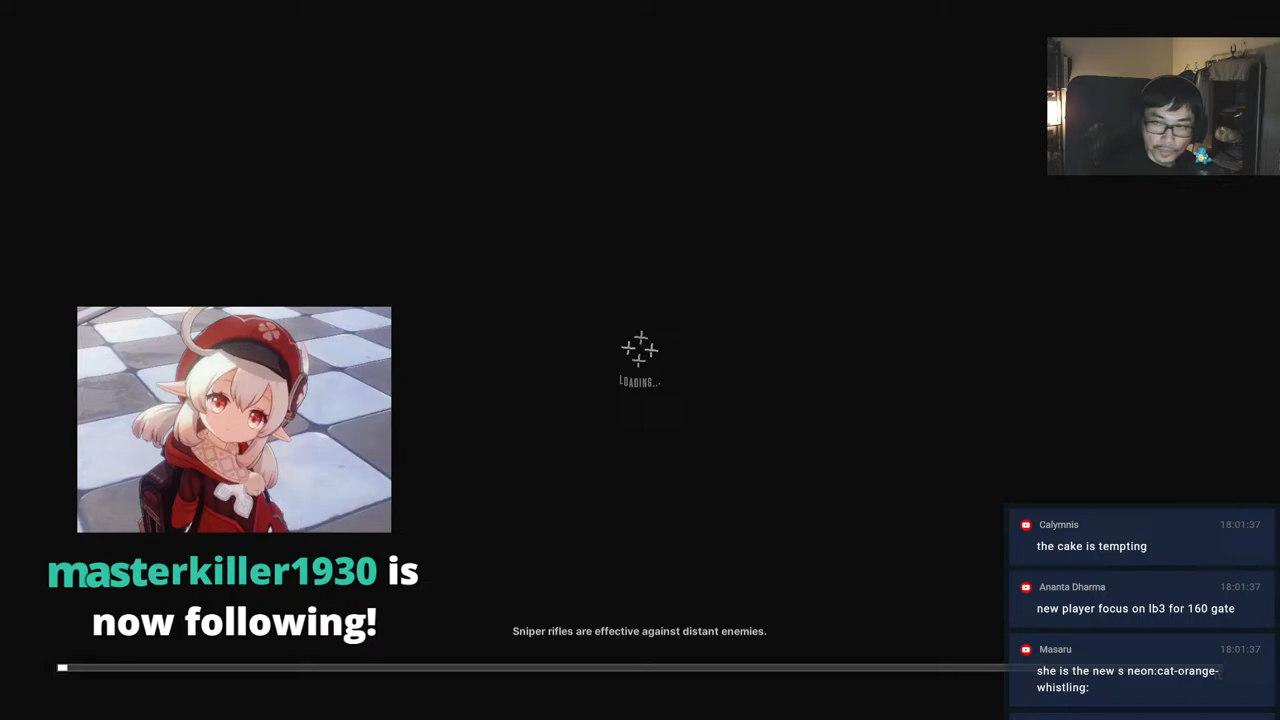 LOADING...
masterkiller1930 is
now following!
Sniper rifles are effective against distant enemies.
Calymnis 18:01:37
the cake is tempting
Ananta Dharma 18:01:37
new player focus on lb3 for 160 gate
Masaru 18:01:37
she is the new s neon:cat-orange-
whistling: